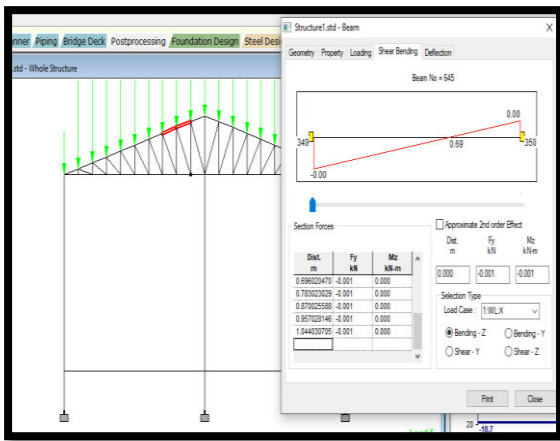 Structure1.std - Beam
X
nner Piping Bridge Deck Postprocessing Foundation Design Steel Desi
.std - Whole Structure
Geometry Property Loading Shear Bending Deflection
Beam No = 645
0.00
349
0.69
350
-0.00
Section Forces
Approximate 2nd order Effect
Dist. Fy Mz
m kN kN-m
0.000 -0.001 -0.001
Dist. Fy Mz
m kN kN-m
0.696020470 -0.001 0.000
0.783023029 -0.001 0.000
0.870025588 -0.001 0.000
0.957028146 -0.001 0.000
1.044030705 -0.001 0.000
Selection Type
Load Case : 1:WL:X
Bending - Z Bending - Y
Shear - Y Shear - Z
Print Close
20
-18.7